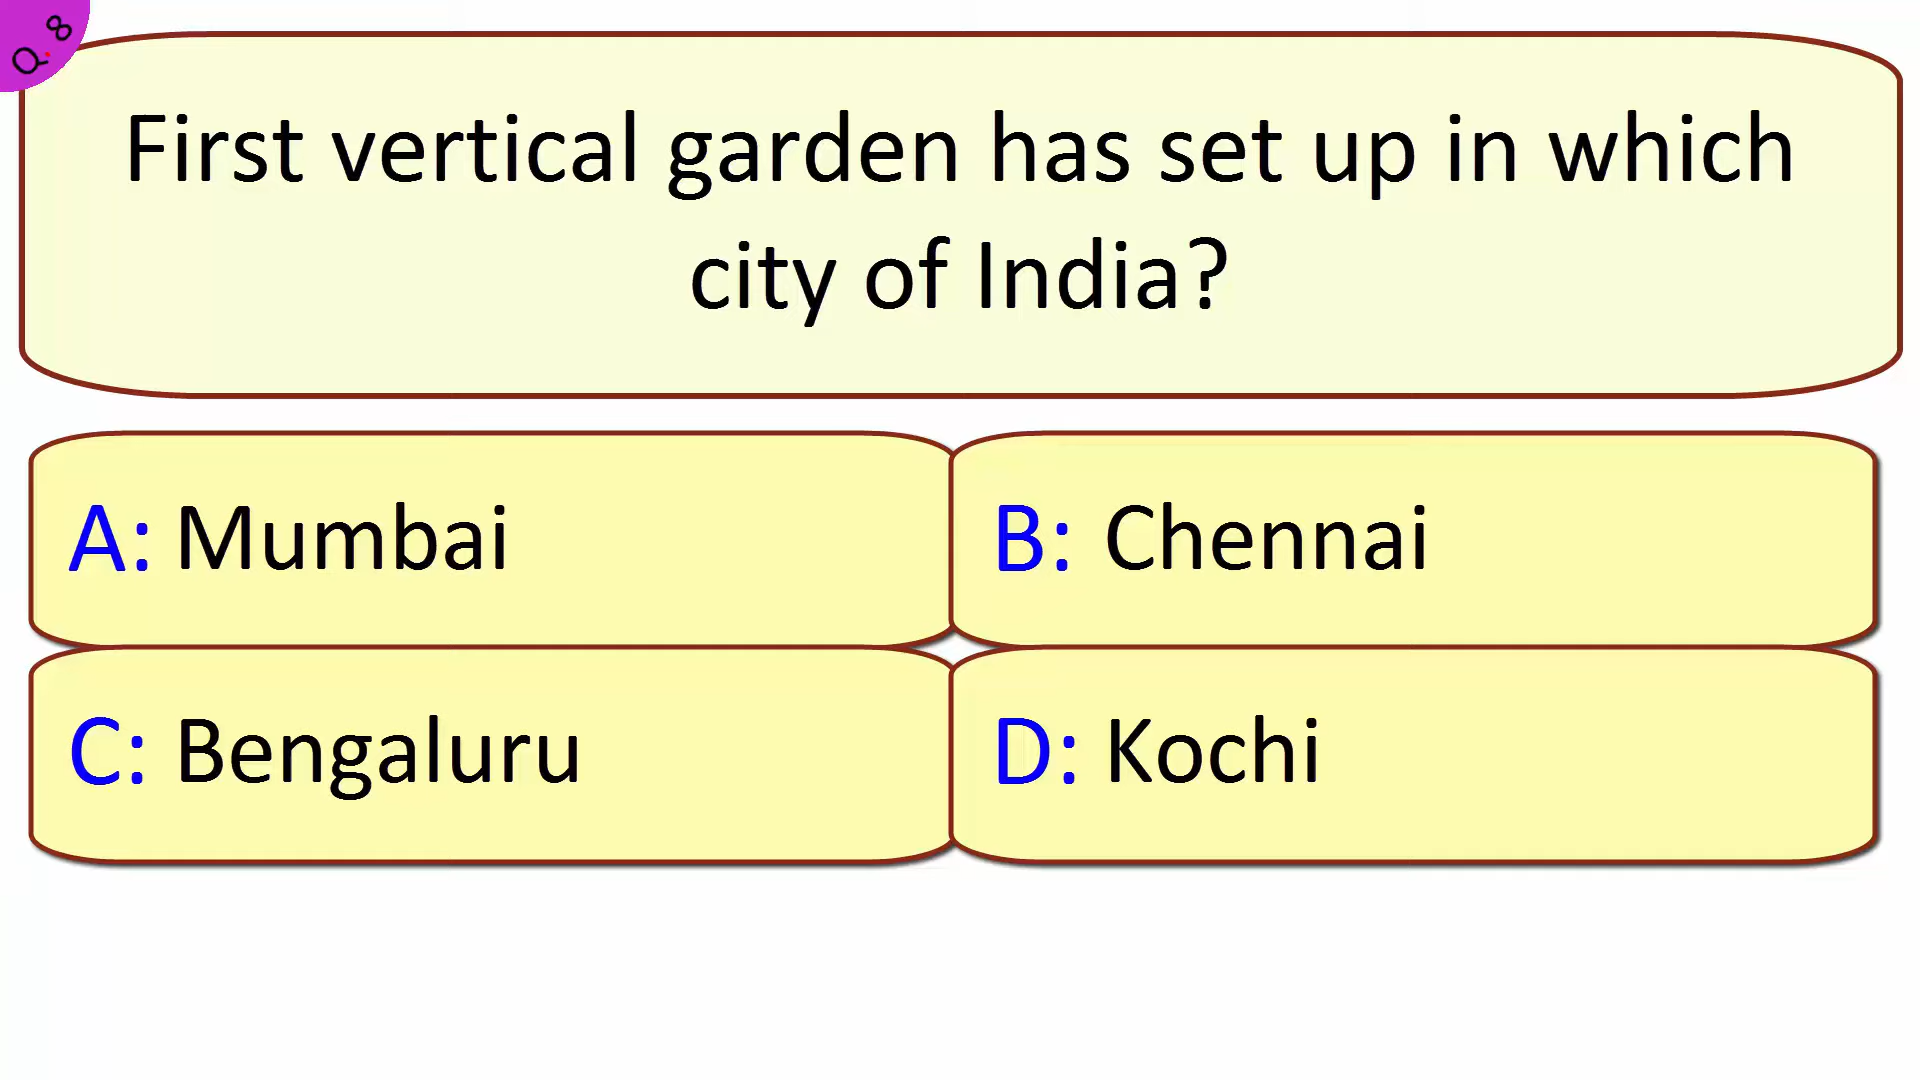 Q. 8
First vertical garden has set up in which
city of India?
A: Mumbai
B: Chennai
C: Bengaluru
D: Kochi